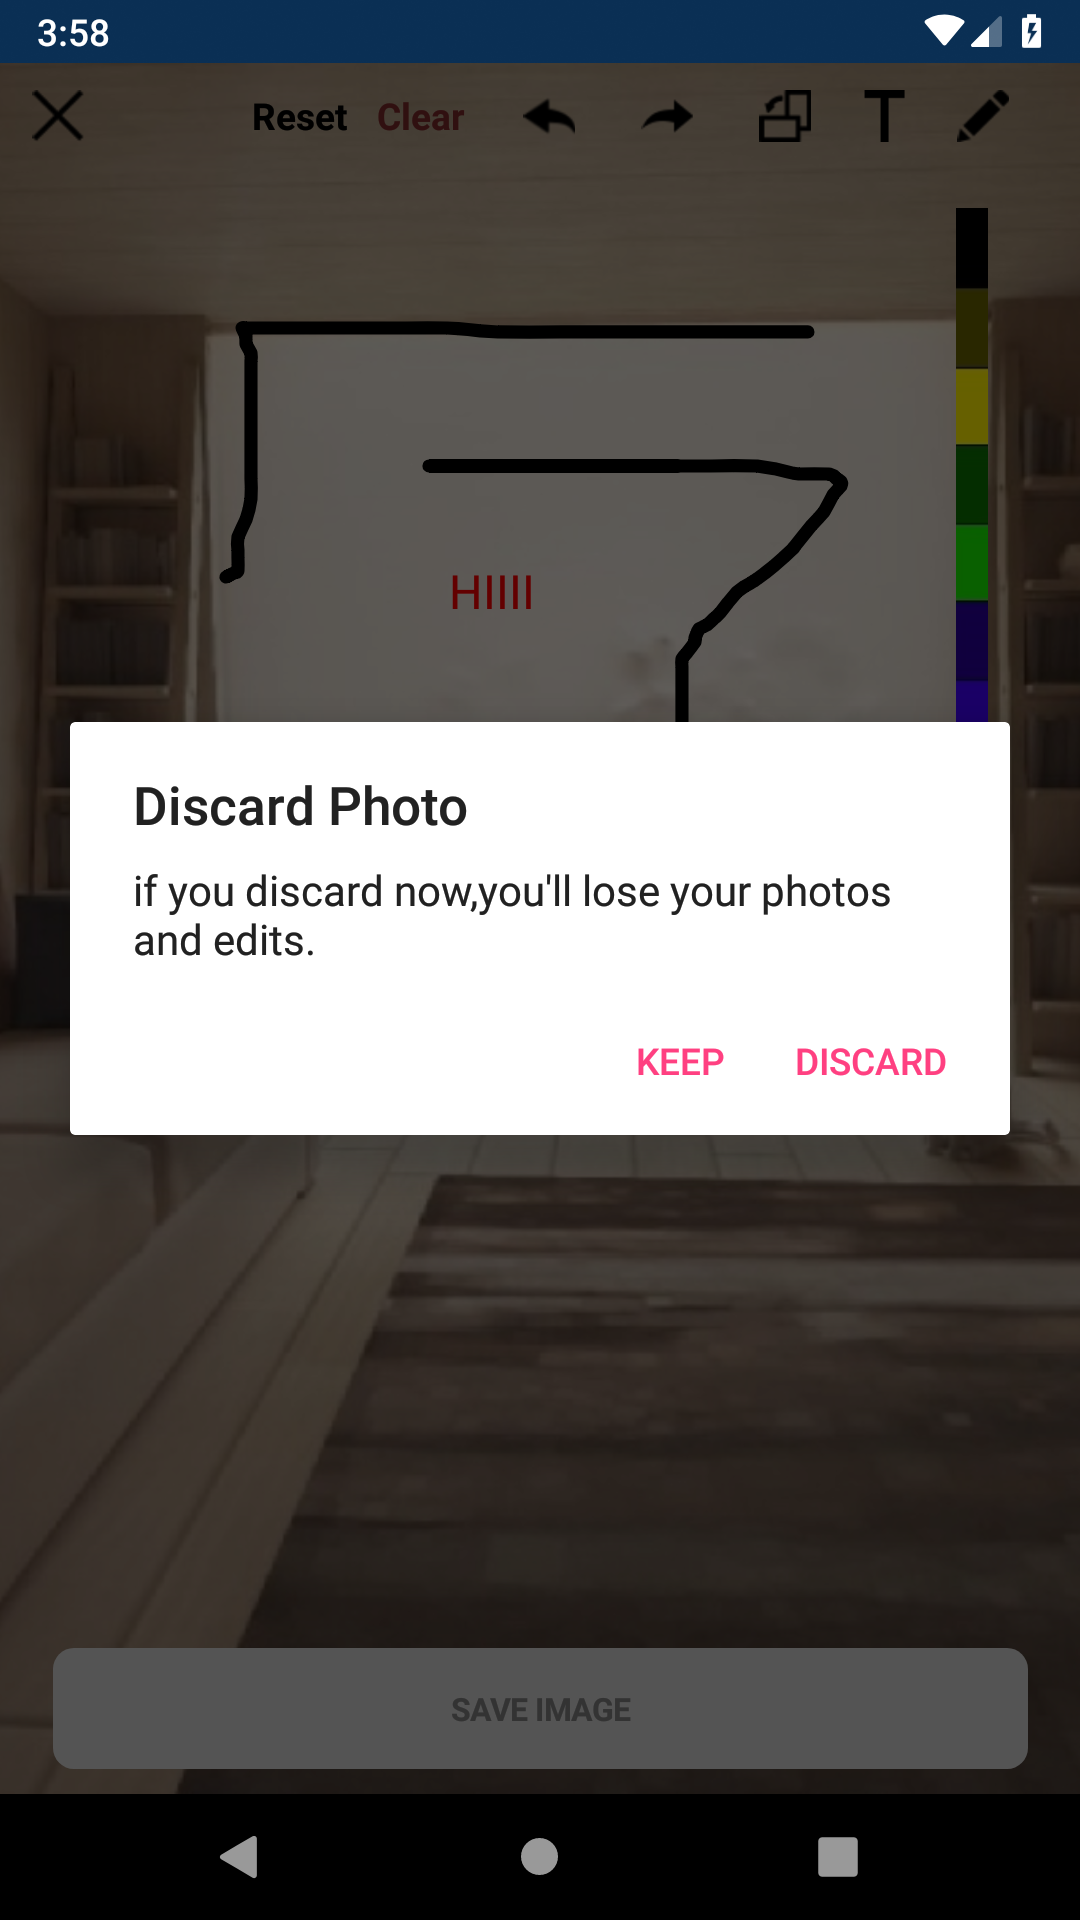 3:58
Reset Clear T
HIIII
Discard Photo
if you discard now,you'll lose your photos
and edits.
KEEP DISCARD
SAVE IMAGE